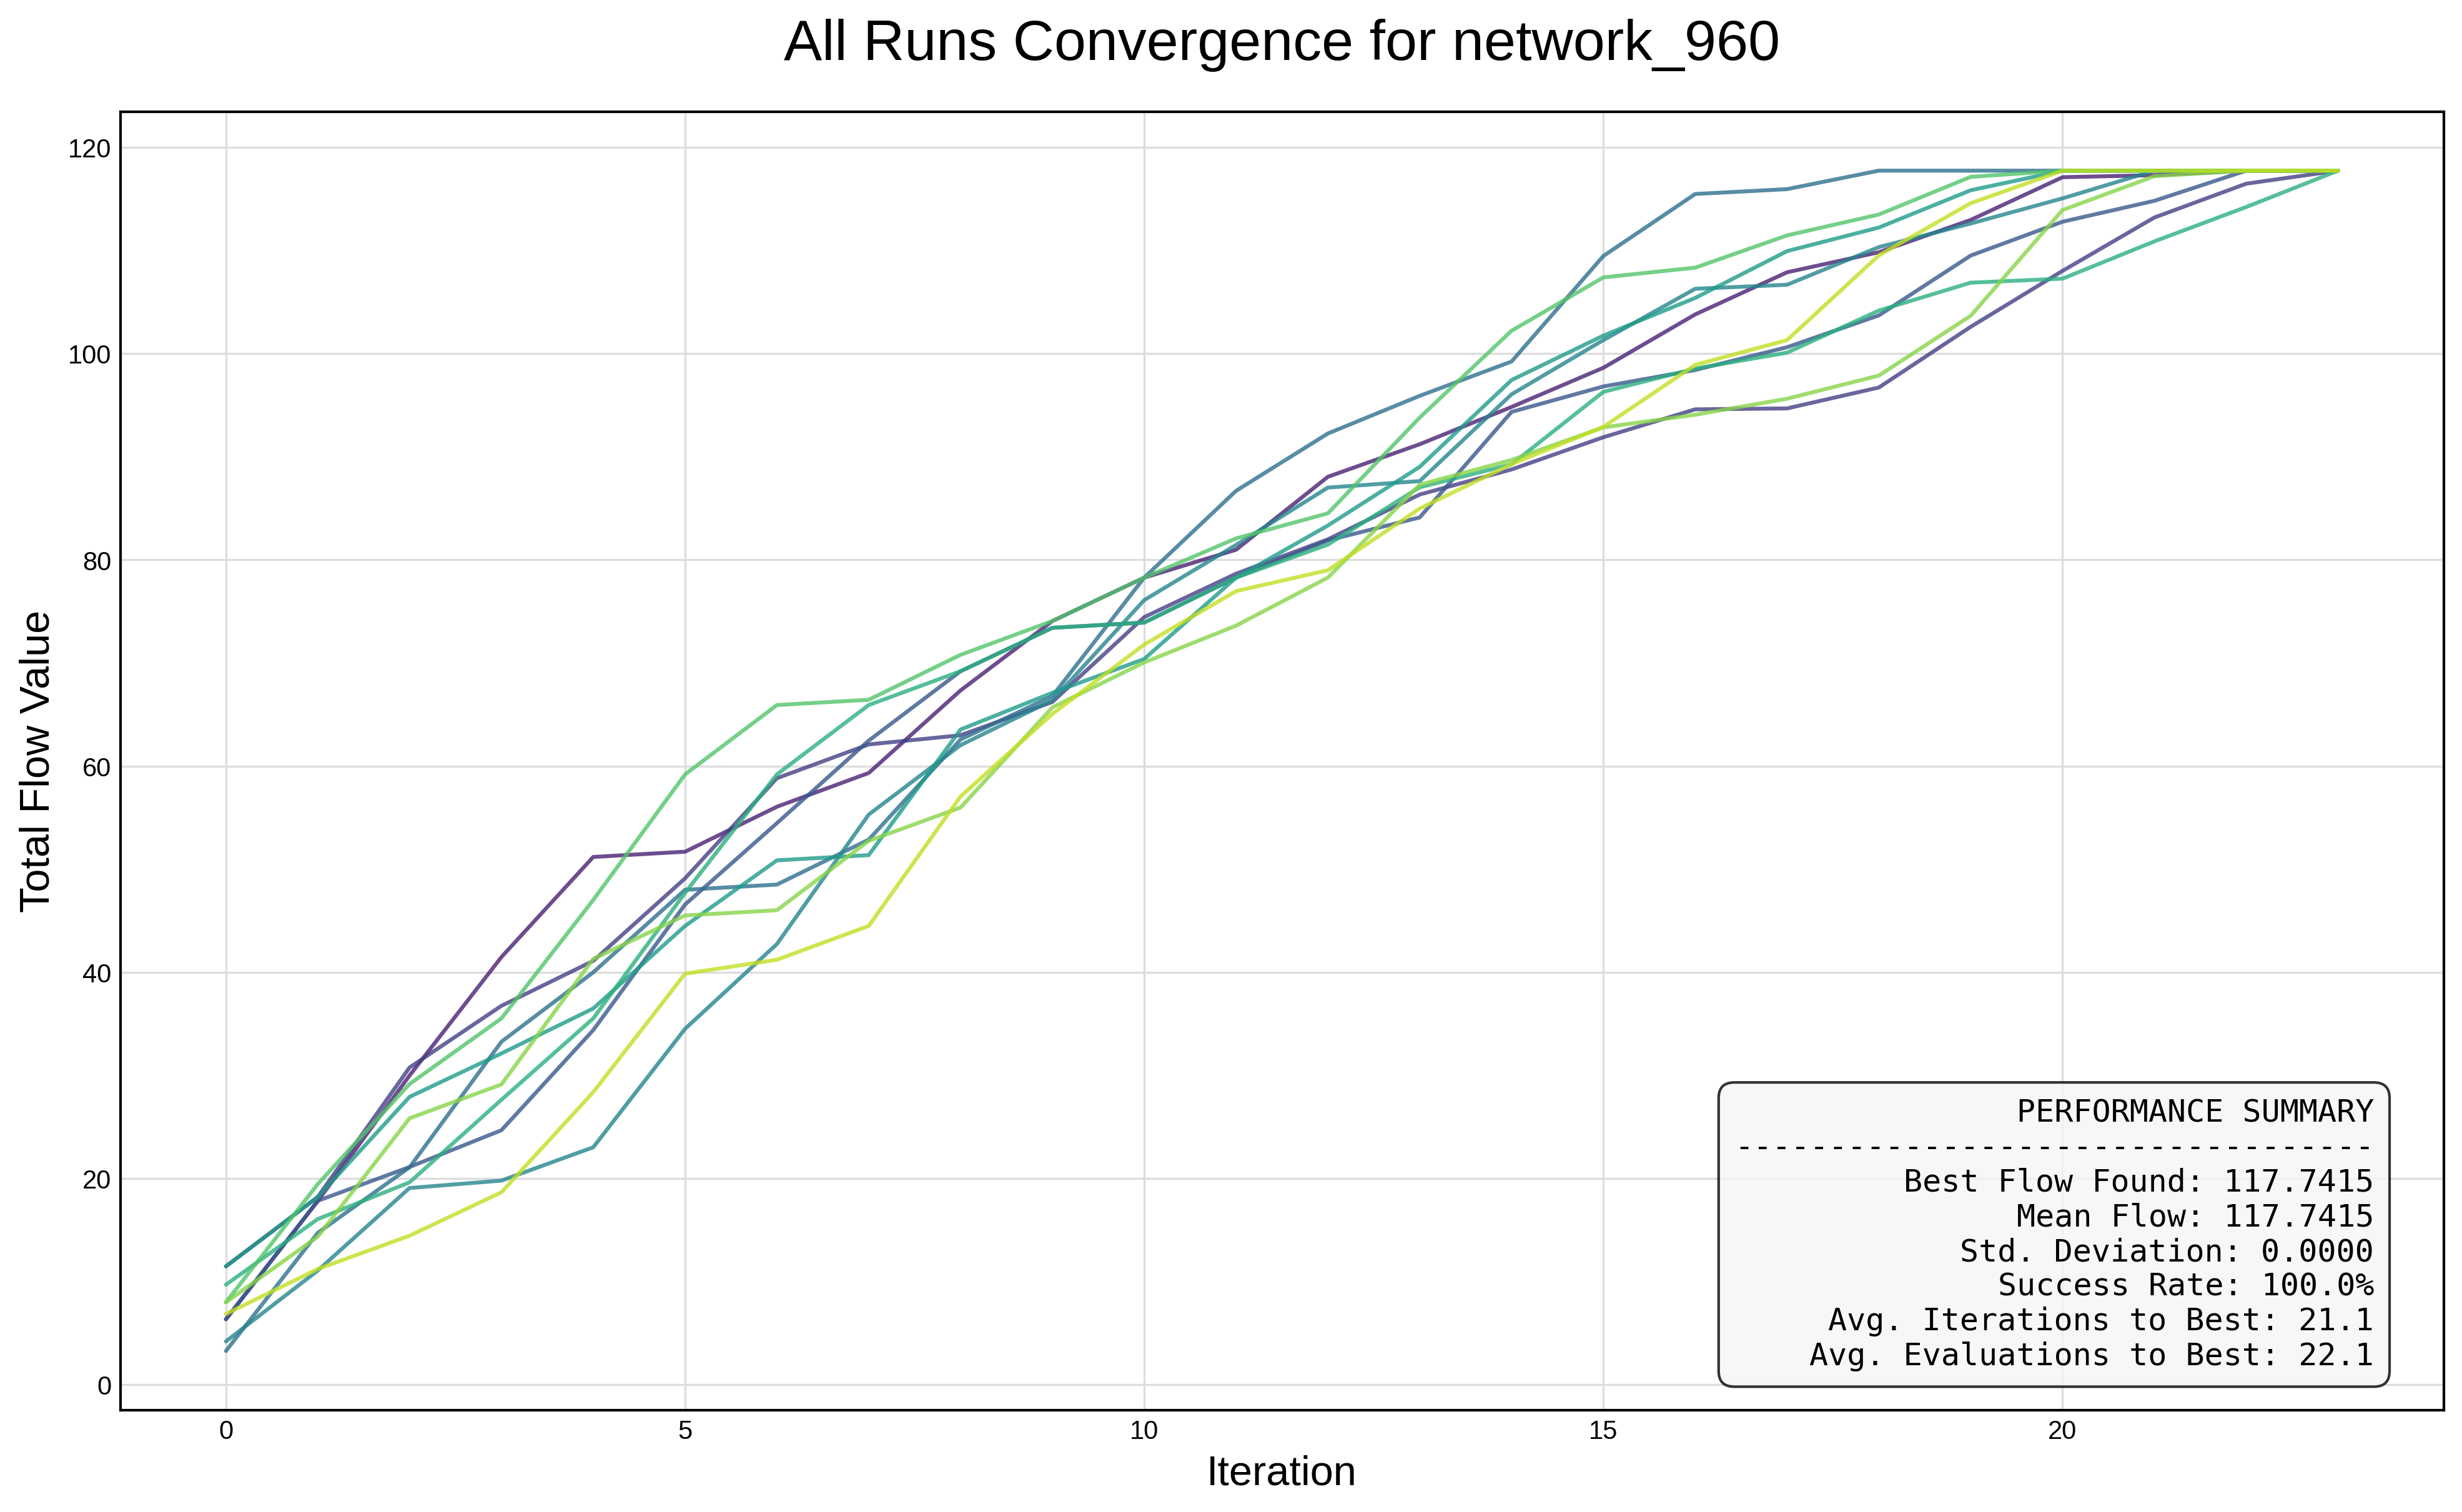 All Runs Convergence for network_960
120
100
80
60
40
20
0
Total Flow Value
PERFORMANCE SUMMARY
----------------------------------
Best Flow Found: 117.7415
Mean Flow: 117.7415
Std. Deviation: 0.0000
Success Rate: 100.0%
Avg. Iterations to Best: 21.1
Avg. Evaluations to Best: 22.1
0 5 10 15 20
Iteration